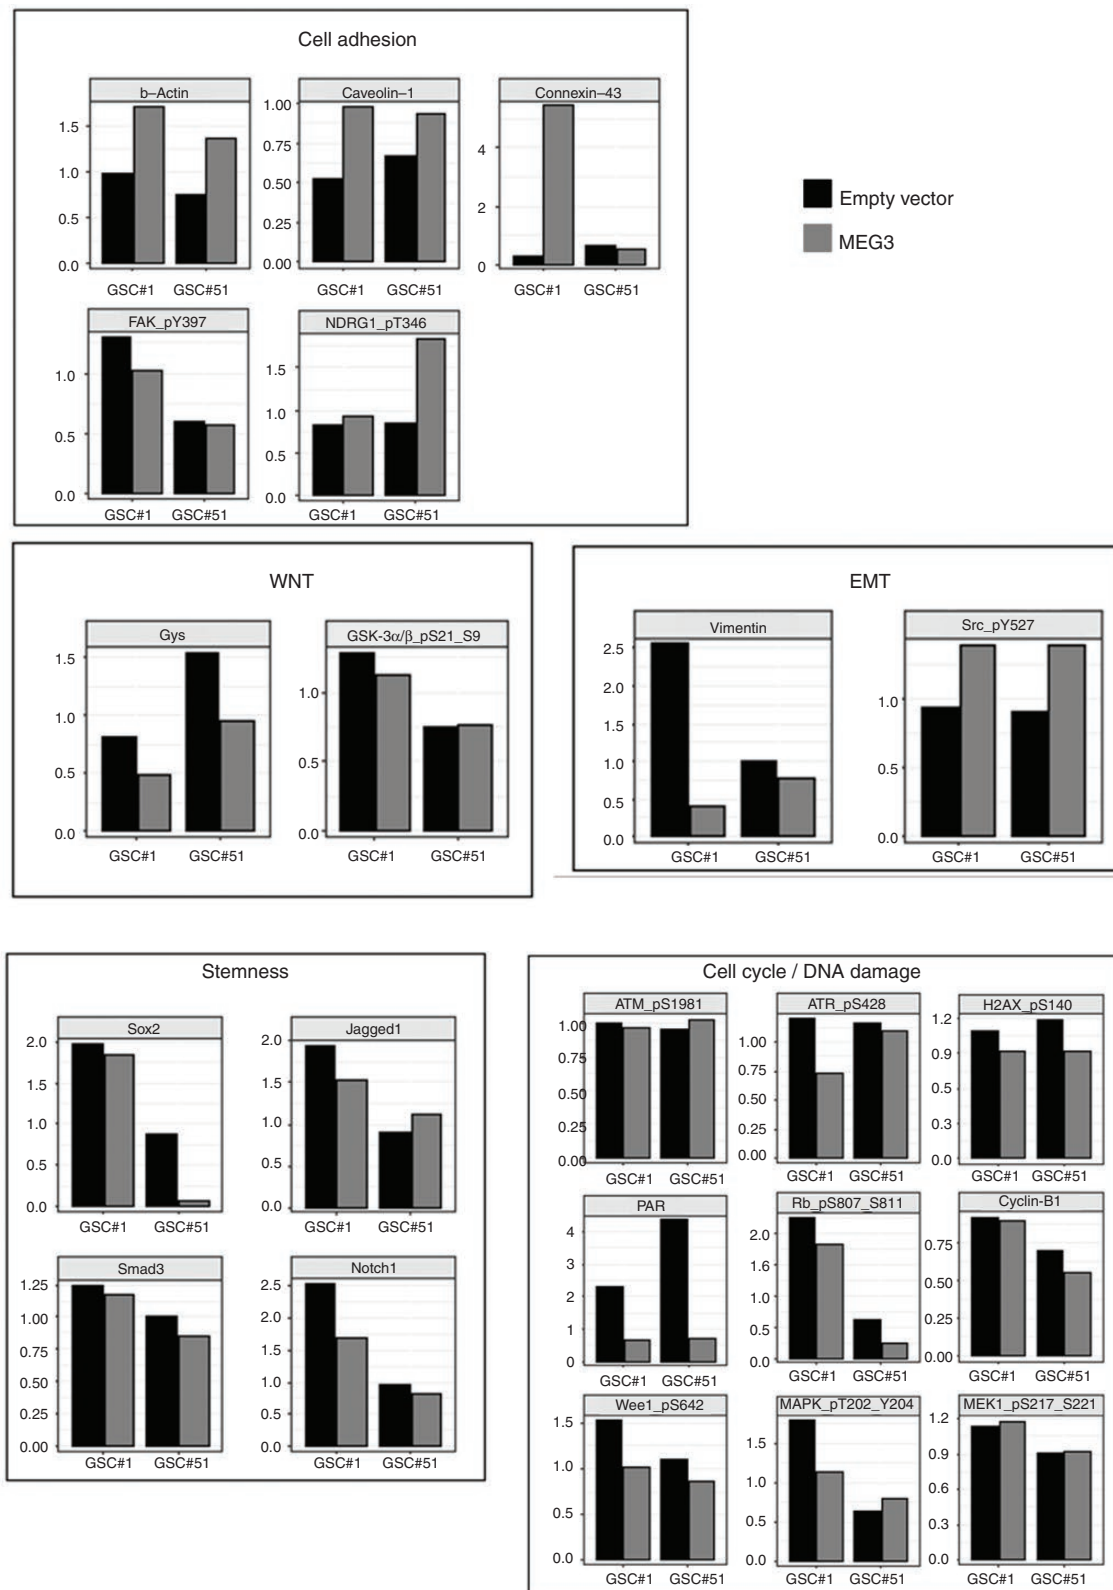 Cell adhesion
b–Actin
Caveolin–1
Connexin–43
1.5
1.0
0.5
0.0
1.00
0.75
0.50
0.25
0.00
4
2
0
GSC#1 GSC#51
GSC#1 GSC#51
GSC#1 GSC#51
Empty vector
MEG3
FAK_pY397
NDRG1_pT346
1.0
0.5
0.0
1.5
1.0
0.5
0.0
GSC#1 GSC#51
GSC#1 GSC#51
WNT
Gys
GSK-3α/β_pS21_S9
1.5
1.0
0.5
0.0
1.0
0.5
0.0
GSC#1 GSC#51
GSC#1 GSC#51
EMT
Vimentin
Src_pY527
2.5
2.0
1.5
1.0
0.5
0.0
1.0
0.5
0.0
GSC#1 GSC#51
GSC#1 GSC#51
Stemness
Sox2
Jagged1
2.0
1.0
0.5
0.0
2.0
1.5
1.0
0.5
0.0
GSC#1 GSC#51
GSC#1 GSC#51
Smad3
Notch1
1.25
1.00
0.75
0.50
0.25
0.00
2.5
2.0
1.5
1.0
0.5
0.0
GSC#1 GSC#51
GSC#1 GSC#51
Cell cycle / DNA damage
ATM_pS1981
ATR_pS428
H2AX_pS140
1.00
0.75
0.50
0.25
0.00
1.00
0.75
0.50
0.25
0.00
1.2
0.9
0.5
0.3
0.0
GSC#1 GSC#51
GSC#1 GSC#51
GSC#1 GSC#51
PAR
Rb_pS807_S811
Cyclin-B1
4
3
2
1
0
2.0
1.6
1.0
0.5
0.0
0.75
0.50
0.25
0.00
GSC#1 GSC#51
GSC#1 GSC#51
GSC#1 GSC#51
Wee1_pS642
MAPK_pT202_Y204
MEK1_pS217_S221
1.5
1.0
0.5
0.0
1.5
1.0
0.5
0.0
1.2
0.9
0.6
0.3
0.0
GSC#1 GSC#51
GSC#1 GSC#51
GSC#1 GSC#51